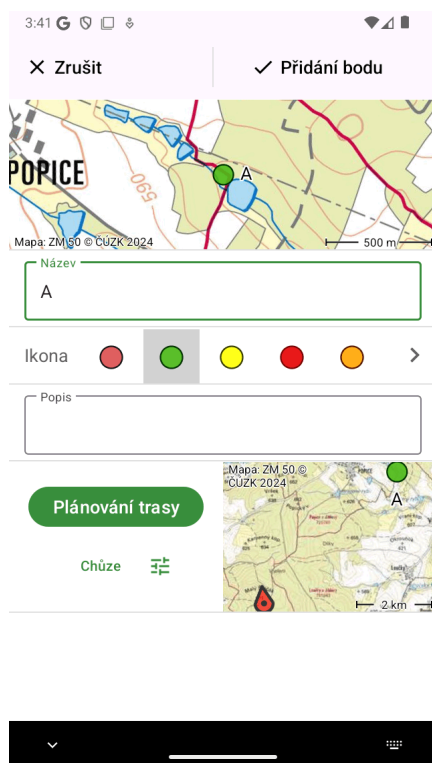 3:41
Zrušit
Přidání bodu
POPICE
590
A
Mapa: ZM 50 © ČÚZK 2024
500 m
Název
A
Ikona
Popis
Plánování trasy
Chůze
Mapa: ZM 50 ©
ČÚZK 2024
A
2 km